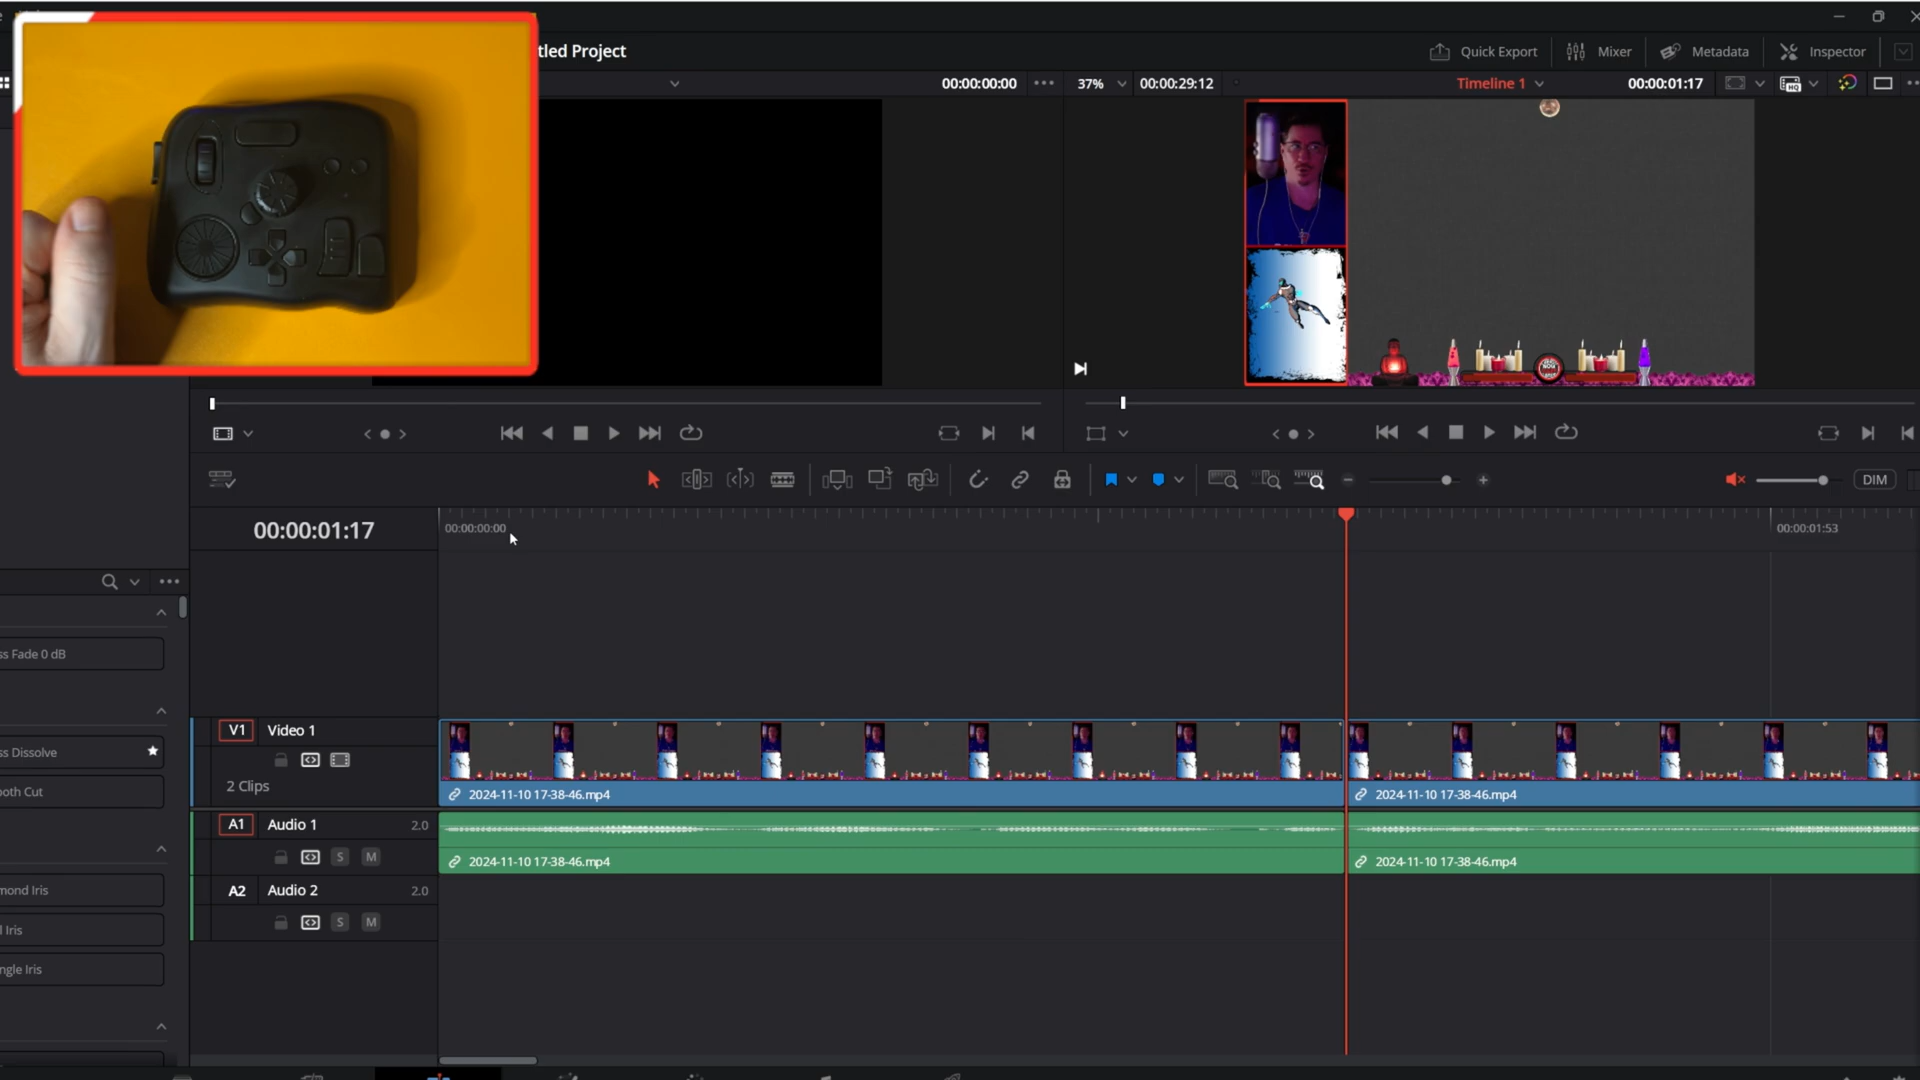 tled Project
Quick Export
Mixer
Metadata
Inspector
00:00:00:00
37%
00:00:29:12
Timeline 1
00:00:01:17
DIM
00:00:01:17
00:00:00:00
00:00:01:53
ss Fade 0 dB
ss Dissolve
oth Cut
mond Iris
l Iris
ngle Iris
V1 Video 1
2 Clips
2024-11-10 17-38-46.mp4
2024-11-10 17-38-46.mp4
A1 Audio 1 2.0
S M
2024-11-10 17-38-46.mp4
2024-11-10 17-38-46.mp4
A2 Audio 2 2.0
S M